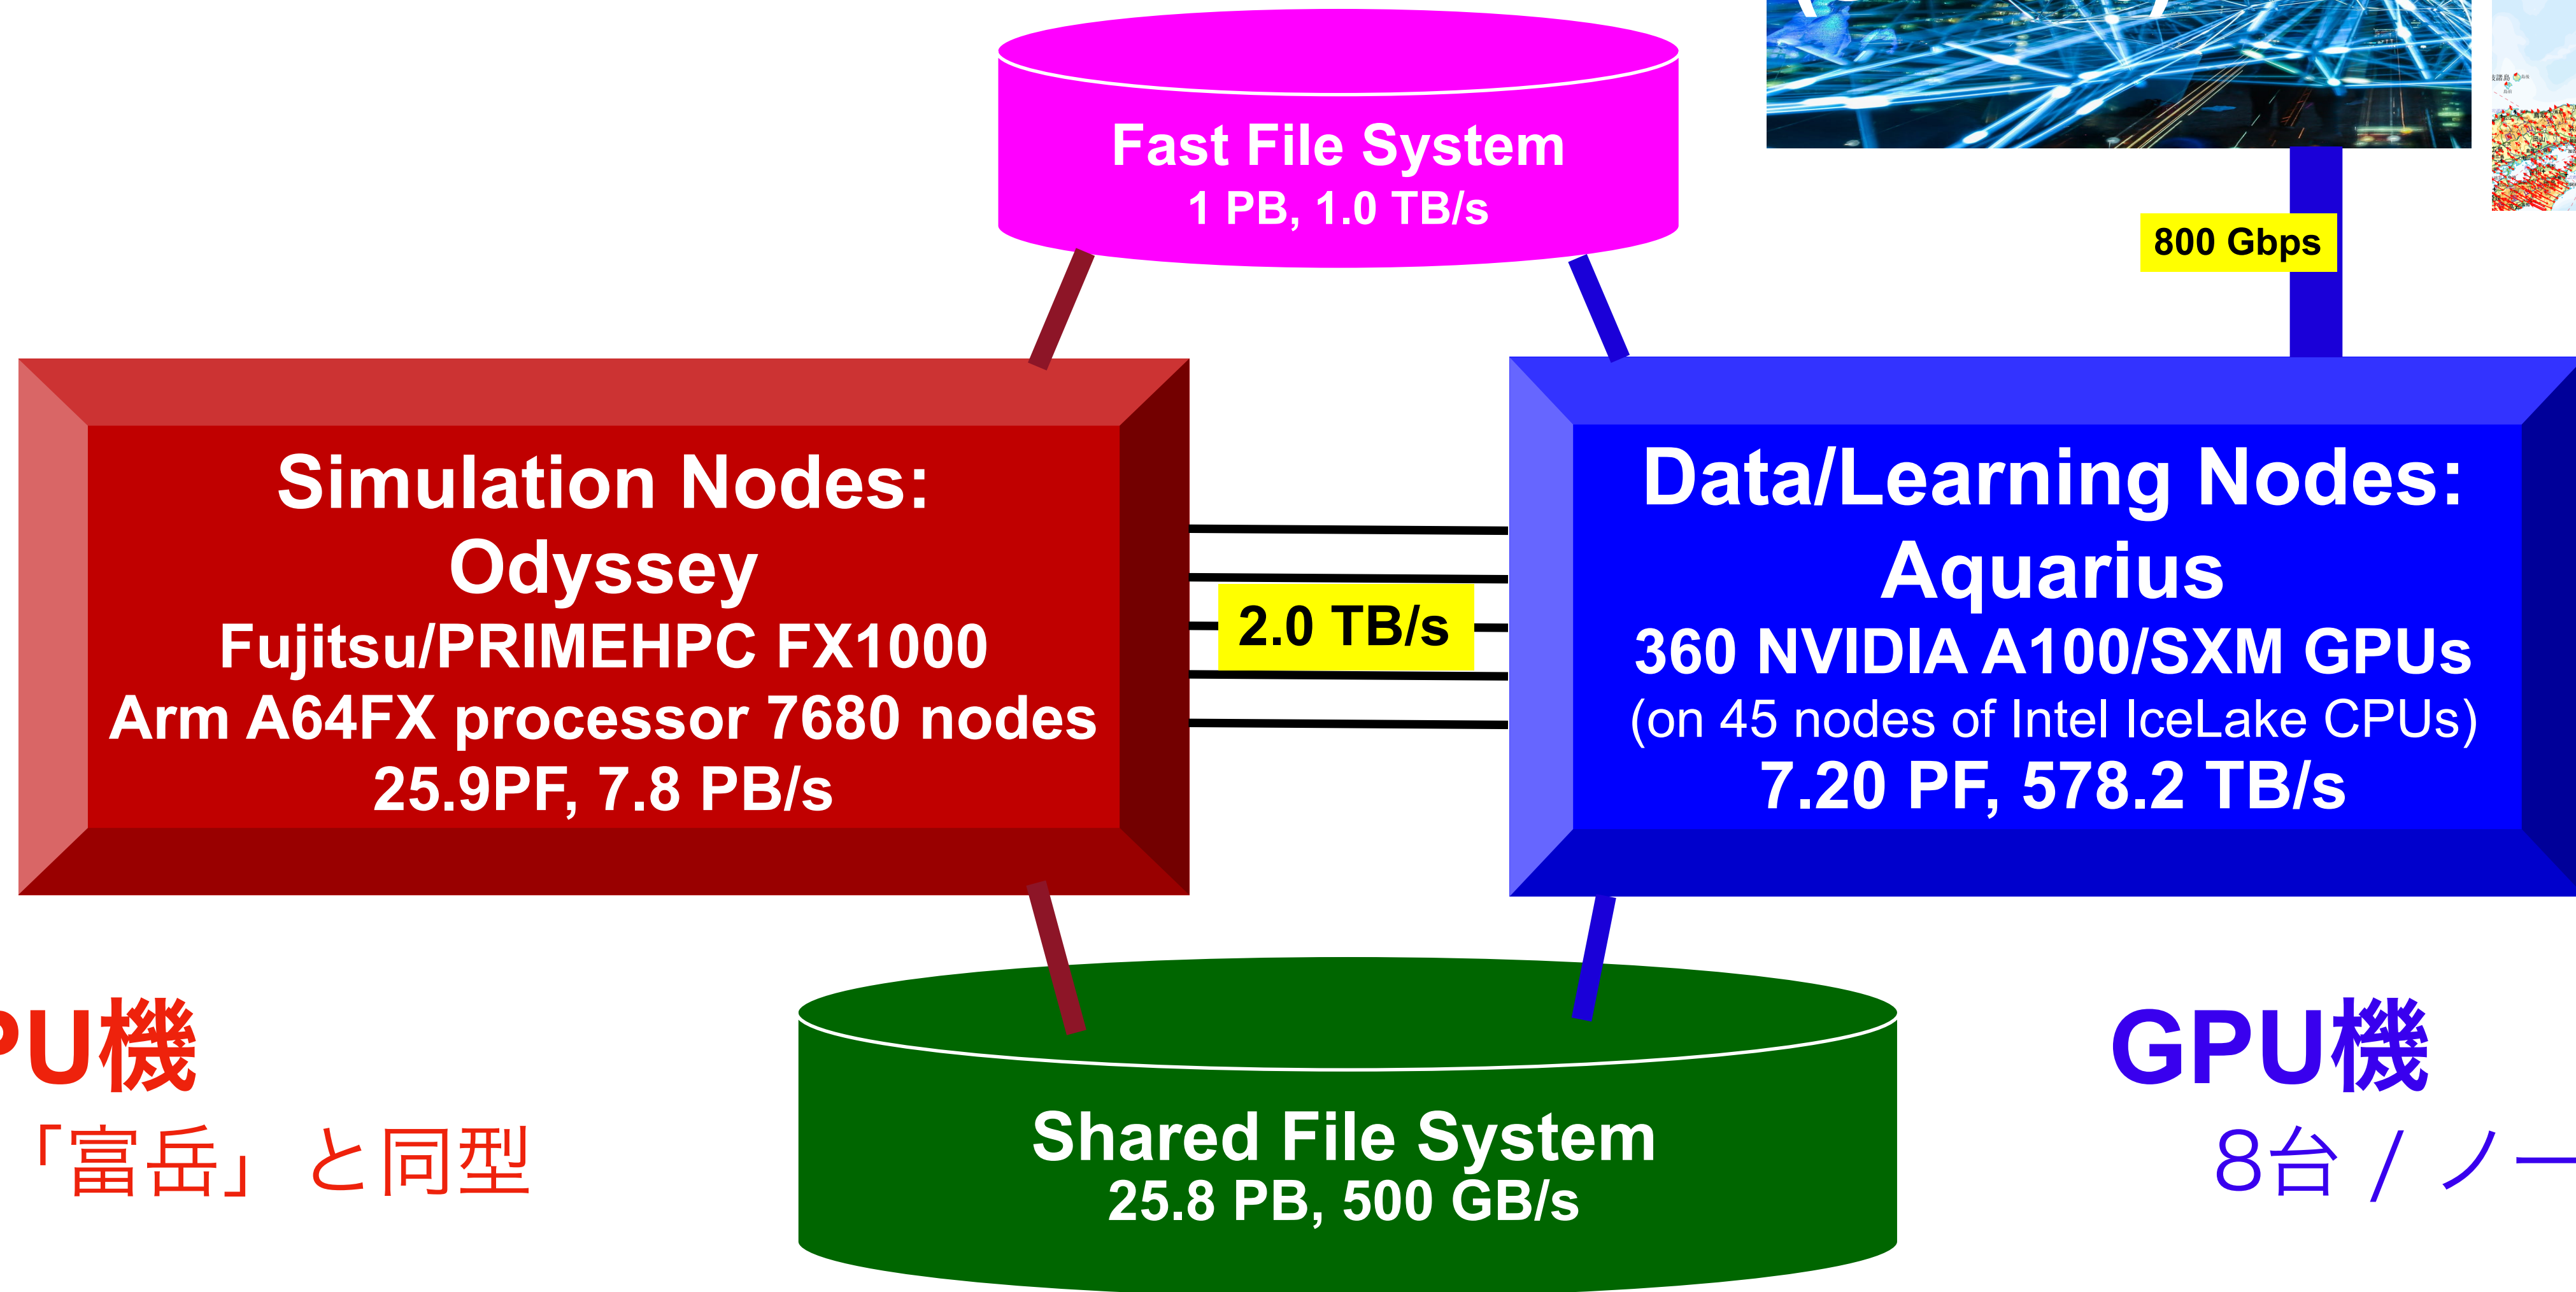 Fast File System
1 PB, 1.0 TB/s
800 Gbps
Simulation Nodes:
Odyssey
Fujitsu/PRIMEHPC FX1000
Arm A64FX processor 7680 nodes
25.9PF, 7.8 PB/s
2.0 TB/s
Data/Learning Nodes:
Aquarius
360 NVIDIA A100/SXM GPUs
(on 45 nodes of Intel IceLake CPUs)
7.20 PF, 578.2 TB/s
PU機
「富岳」と同型
Shared File System
25.8 PB, 500 GB/s
GPU機
8台 / ノー